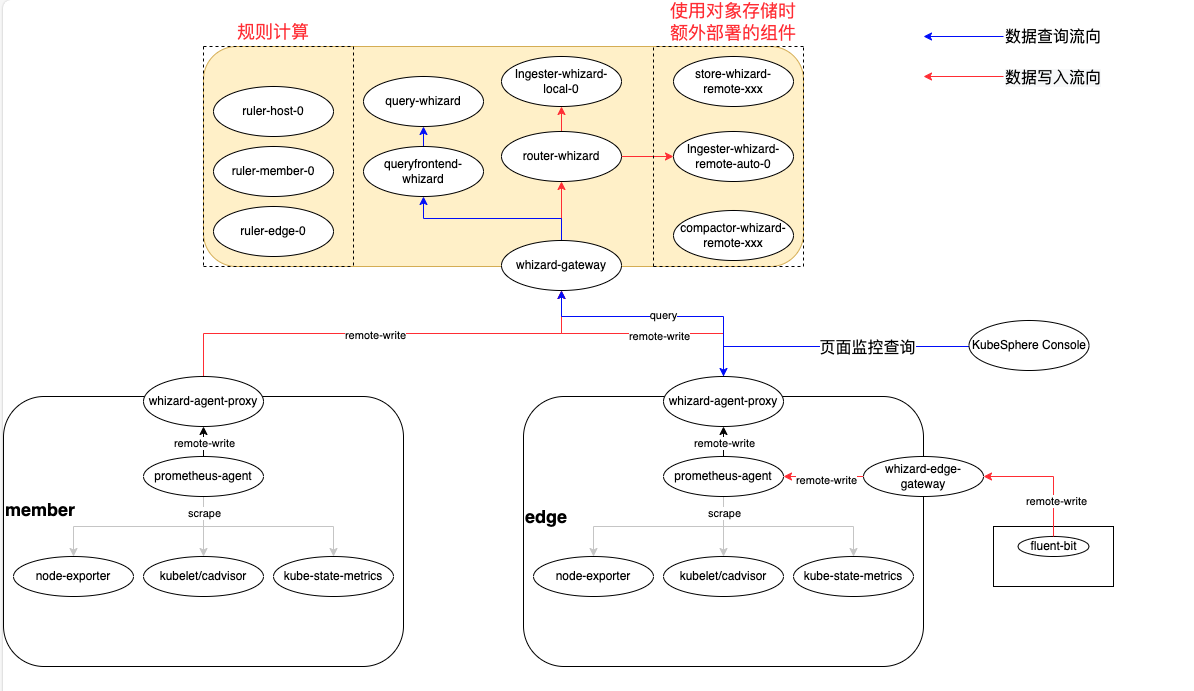 规则计算
使用对象存储时
额外部署的组件
数据查询流向
数据写入流向
ruler-host-0
ruler-member-0
ruler-edge-0
query-whizard
queryfrontend-
whizard
Ingester-whizard-
local-0
router-whizard
store-whizard-
remote-xxx
Ingester-whizard-
remote-auto-0
compactor-whizard-
remote-xxx
whizard-gateway
query
remote-write
remote-write
页面监控查询
KubeSphere Console
whizard-agent-proxy
remote-write
prometheus-agent
scrape
member
node-exporter
kubelet/cadvisor
kube-state-metrics
whizard-agent-proxy
remote-write
prometheus-agent
remote-write
whizard-edge-
gateway
remote-write
fluent-bit
scrape
edge
node-exporter
kubelet/cadvisor
kube-state-metrics